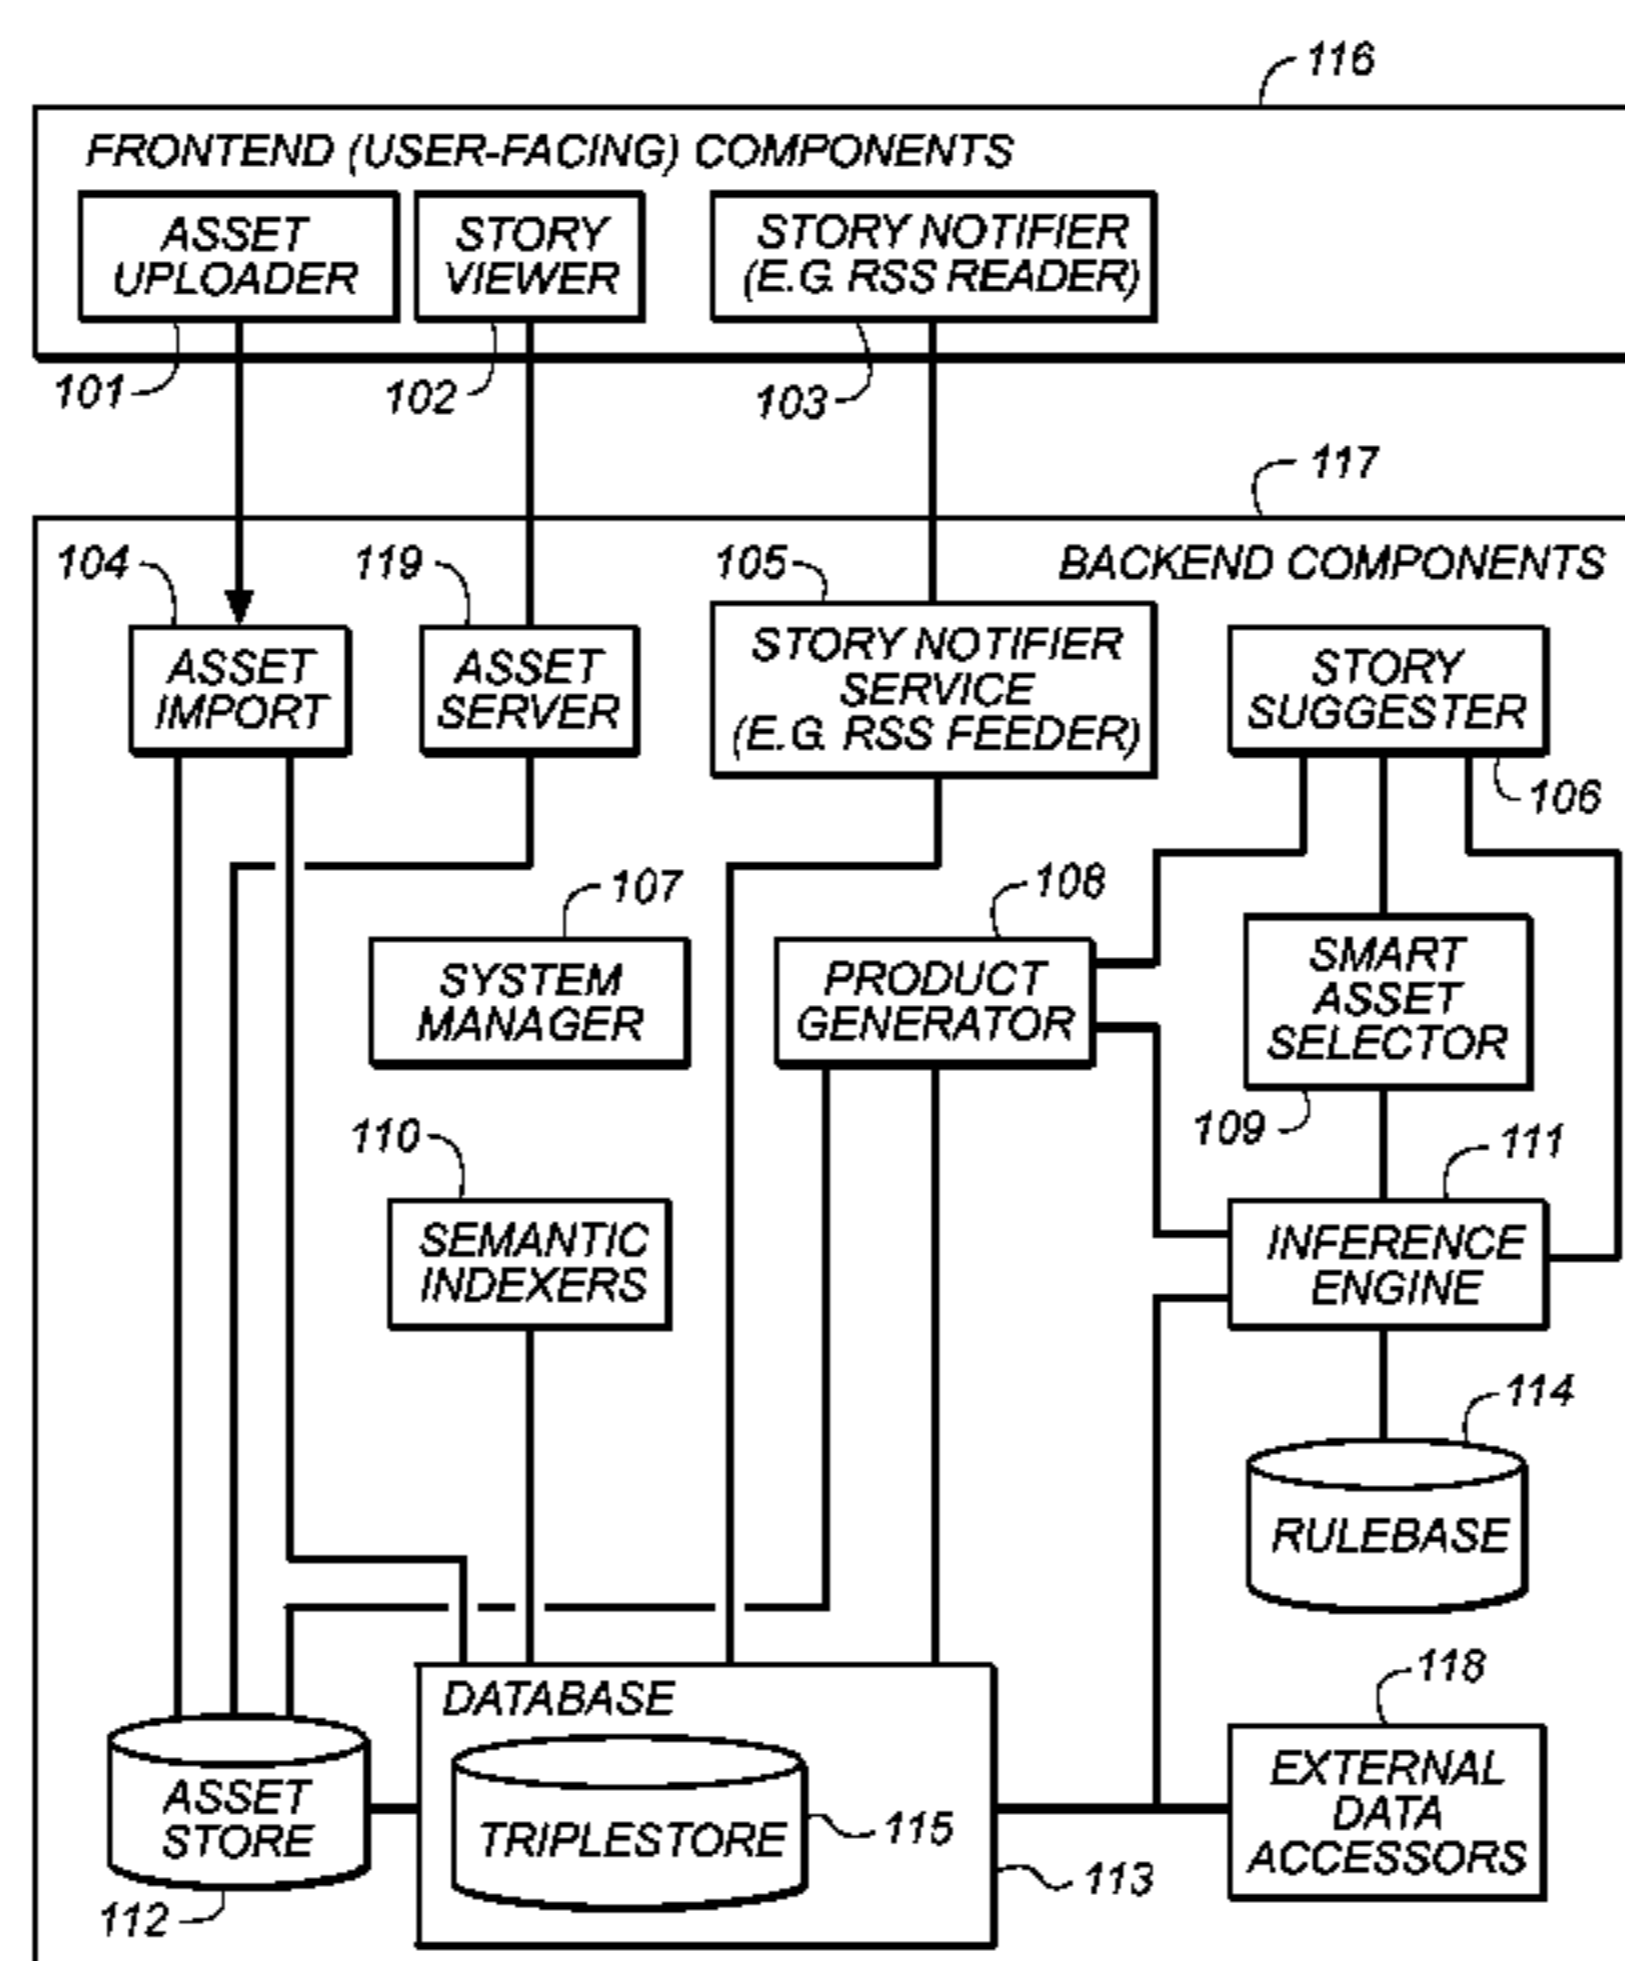 116
FRONTEND (USER-FACING) COMPONENTS
ASSET
UPLOADER
STORY
VIEWER
STORY NOTIFIER
(E.G. RSS READER)
101
102
103
117
BACKEND COMPONENTS
104
119
105
ASSET
IMPORT
ASSET
SERVER
STORY NOTIFIER
SERVICE
(E.G. RSS FEEDER)
STORY
SUGGESTER
106
107
108
SYSTEM
MANAGER
PRODUCT
GENERATOR
SMART
ASSET
SELECTOR
109
110
111
SEMANTIC
INDEXERS
INFERENCE
ENGINE
114
RULEBASE
118
DATABASE
ASSET
STORE
TRIPLESTORE
115
113
EXTERNAL
DATA
ACCESSORS
112